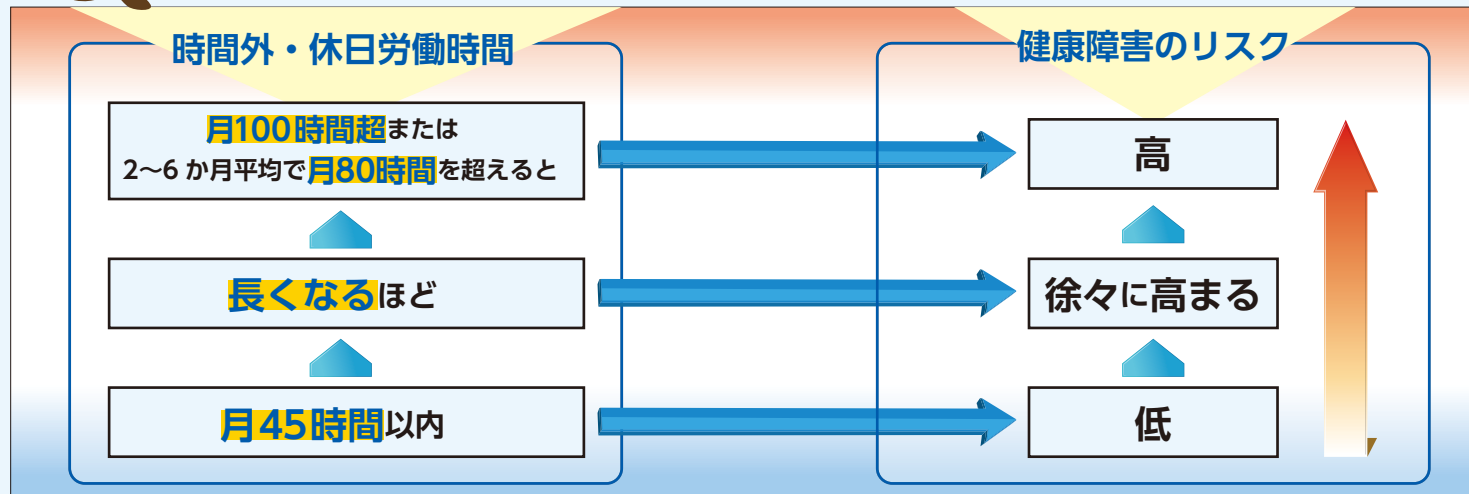 時間外・休日労働時間
月100時間超または
2〜6か月平均で月80時間を超えると
長くなるほど
月45時間以内
健康障害のリスク
高
徐々に高まる
低